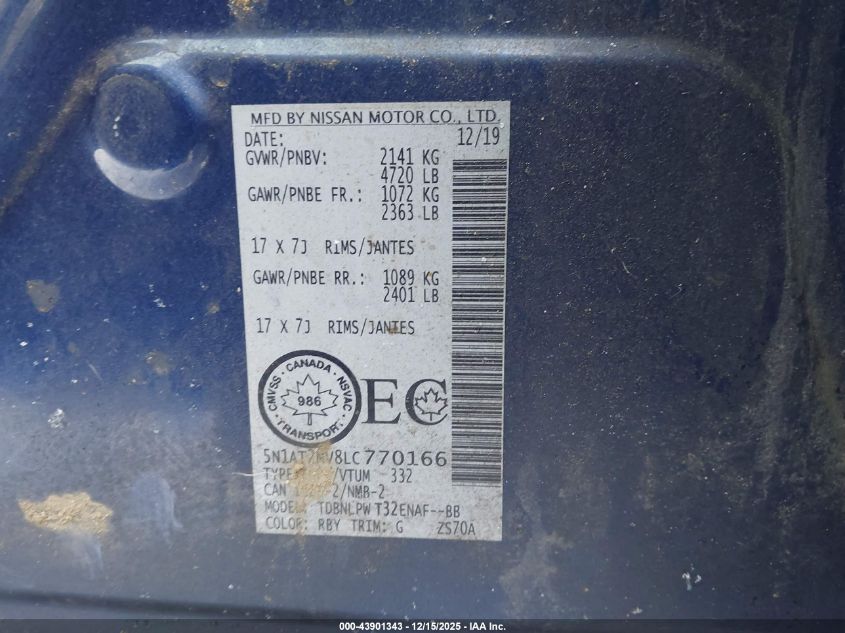 MFD BY NISSAN MOTOR CO., LTD.
DATE: 12/19
GVWR/PNBV: 2141 KG
4720 LB
GAWR/PNBE FR.: 1072 KG
2363 LB
17 X 7J RIMS/JANTES
GAWR/PNBE RR.: 1089 KG
2401 LB
17 X 7J RIMS/JANTES
CANADA
CMVSS NSVAC
986
TRANSPORT
EC
770166
/VTUM 332
CAN /NMB-2
MODEL: TDBNLPW T32ENAF--BB
COLOR: RBY TRIM: G ZS70A
000-43901343 - 12/15/2025 - IAA Inc.